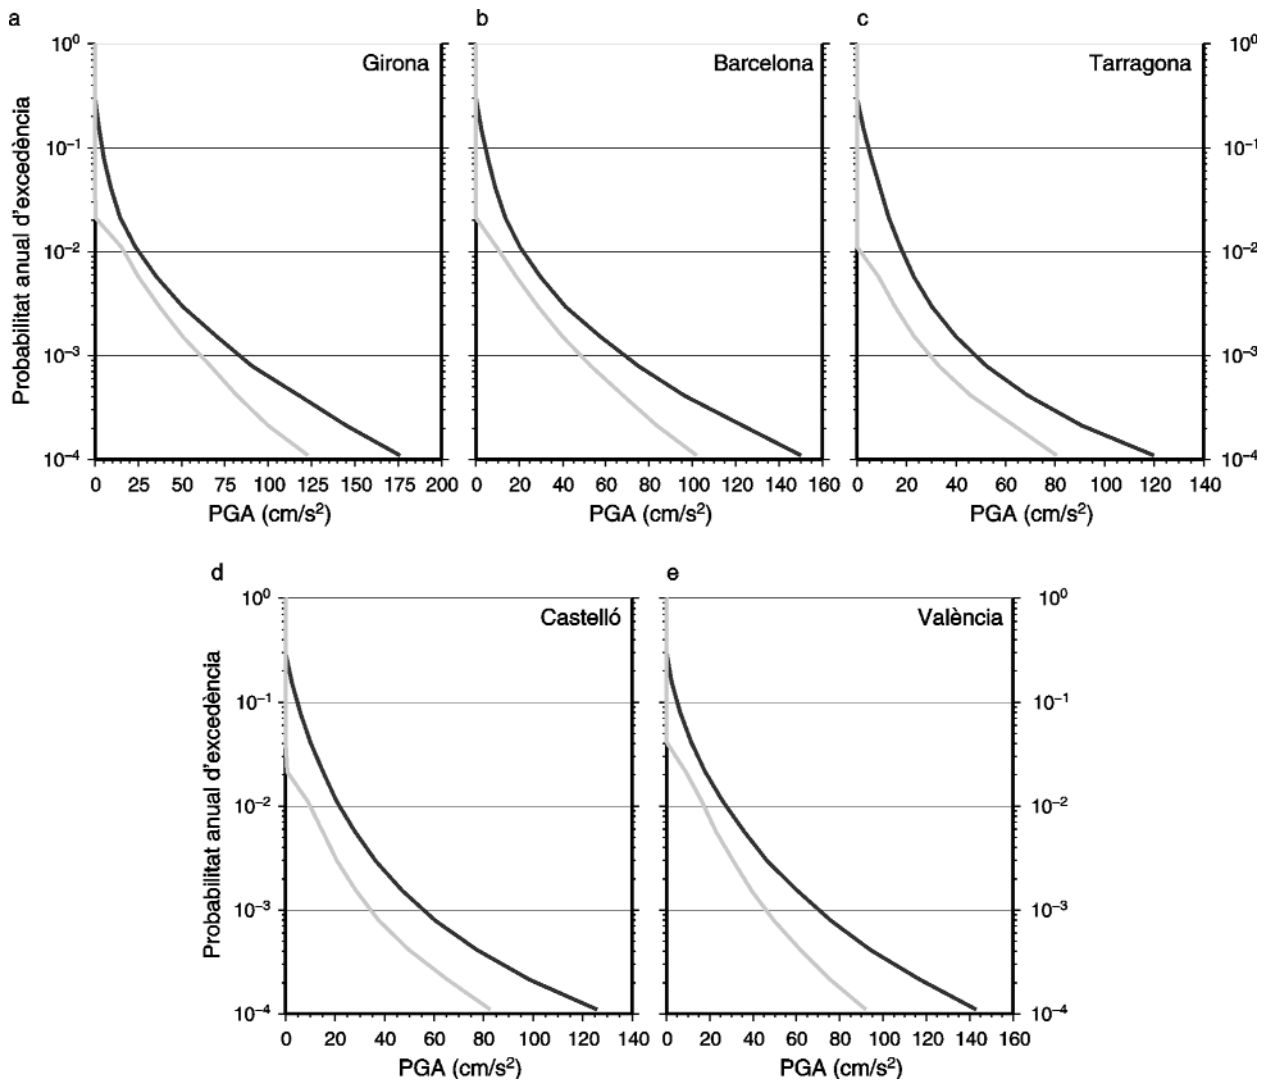 a
b
c
Girona
Barcelona
Tarragona
10⁰
10⁻¹
10⁻²
10⁻³
10⁻⁴
Probabilitat anual d'excedència
10⁰
10⁻¹
10⁻²
10⁻³
10⁻⁴
0 25 50 75 100 125 150 175 200
0 20 40 60 80 100 120 140 160
0 20 40 60 80 100 120 140
PGA (cm/s²)
PGA (cm/s²)
PGA (cm/s²)
d
e
Castelló
València
10⁰
10⁻¹
10⁻²
10⁻³
10⁻⁴
Probabilitat anual d'excedència
10⁰
10⁻¹
10⁻²
10⁻³
10⁻⁴
0 20 40 60 80 100 120 140
0 20 40 60 80 100 120 140 160
PGA (cm/s²)
PGA (cm/s²)